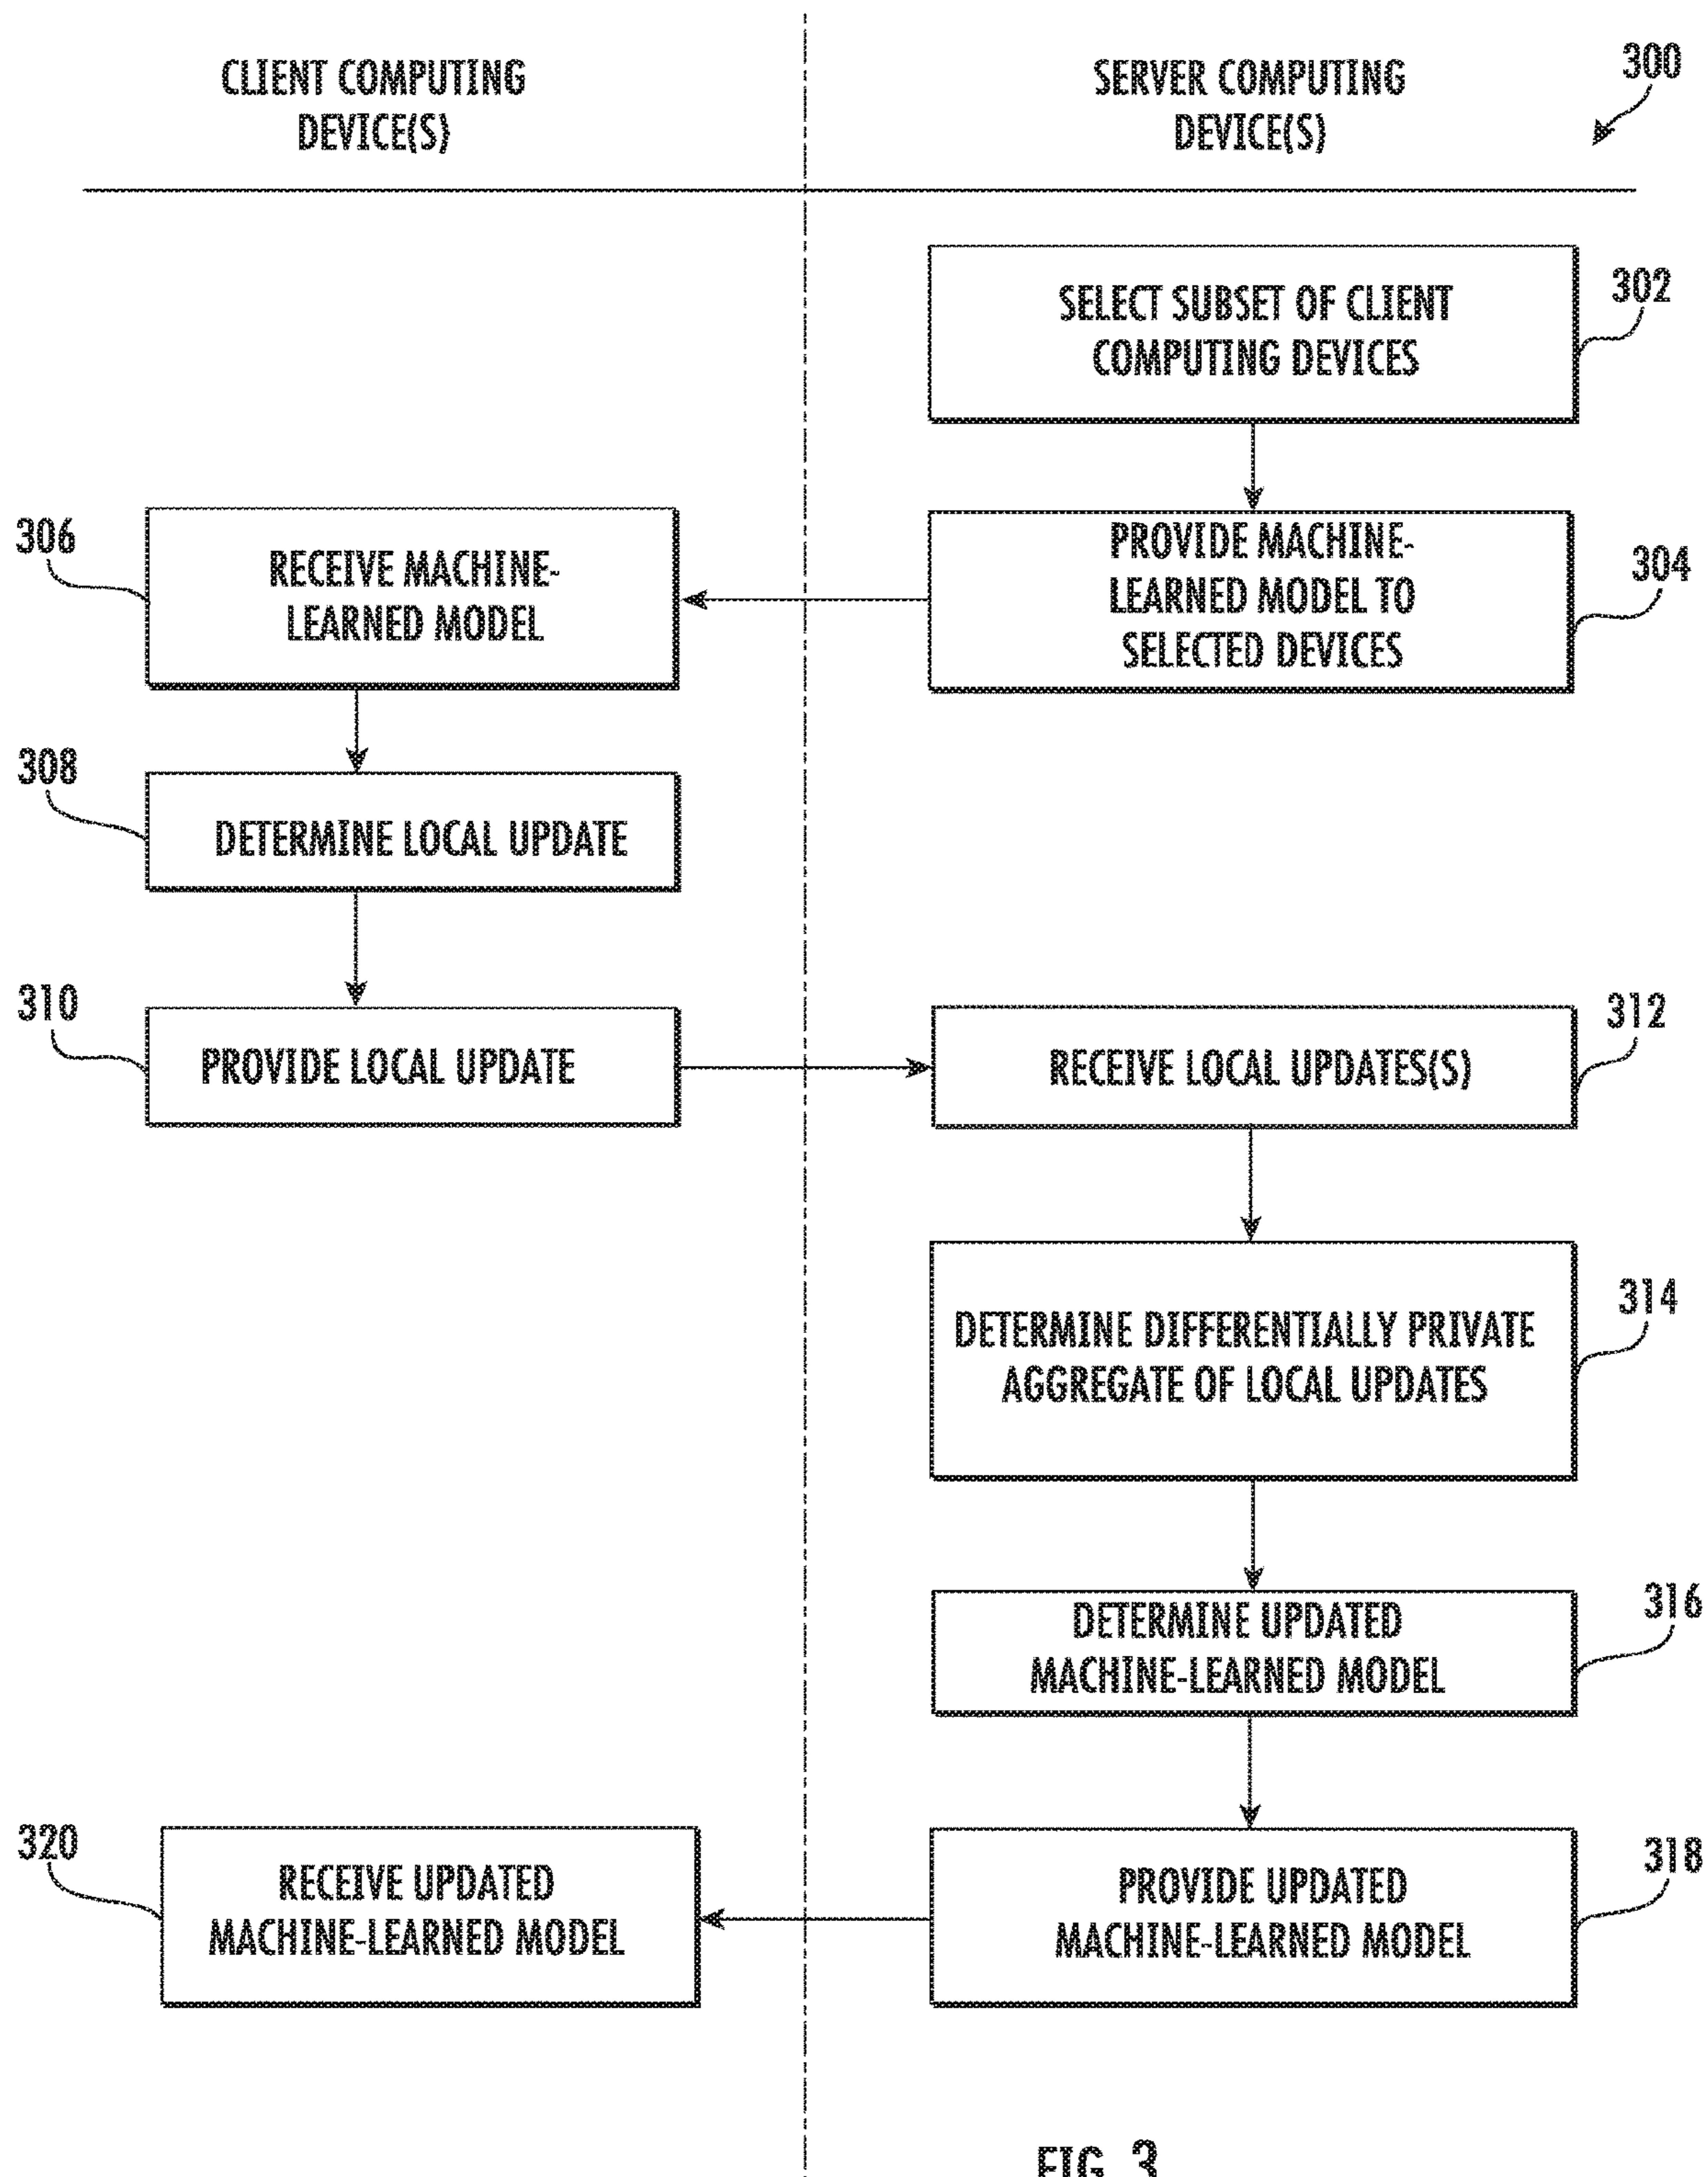 CLIENT COMPUTING
DEVICE(S)
SERVER COMPUTING
DEVICE(S)
300
SELECT SUBSET OF CLIENT
COMPUTING DEVICES
302
PROVIDE MACHINE-
LEARNED MODEL TO
SELECTED DEVICES
304
306
RECEIVE MACHINE-
LEARNED MODEL
308
DETERMINE LOCAL UPDATE
310
PROVIDE LOCAL UPDATE
RECEIVE LOCAL UPDATES(S)
312
DETERMINE DIFFERENTIALLY PRIVATE
AGGREGATE OF LOCAL UPDATES
314
DETERMINE UPDATED
MACHINE-LEARNED MODEL
316
PROVIDE UPDATED
MACHINE-LEARNED MODEL
318
320
RECEIVE UPDATED
MACHINE-LEARNED MODEL
FIG. 3